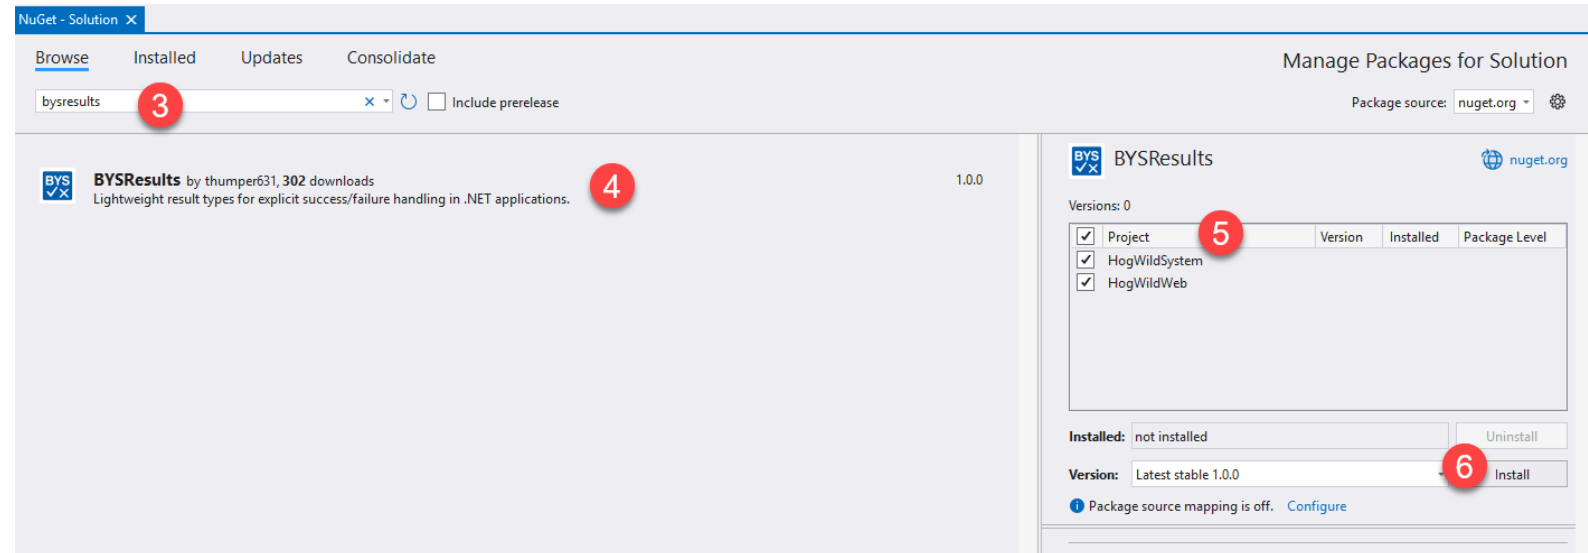 NuGet - Solution
Browse Installed Updates Consolidate
Manage Packages for Solution
bysresults
3
Include prerelease
Package source: nuget.org
BYS
BYSResults by thumper631, 302 downloads
1.0.0
Lightweight result types for explicit success/failure handling in .NET applications.
4
BYS
BYSResults
nuget.org
Versions: 0
Project Version Installed Package Level
5
HogWildSystem
HogWildWeb
Installed: not installed Uninstall
Version: Latest stable 1.0.0
6
Install
Package source mapping is off. Configure